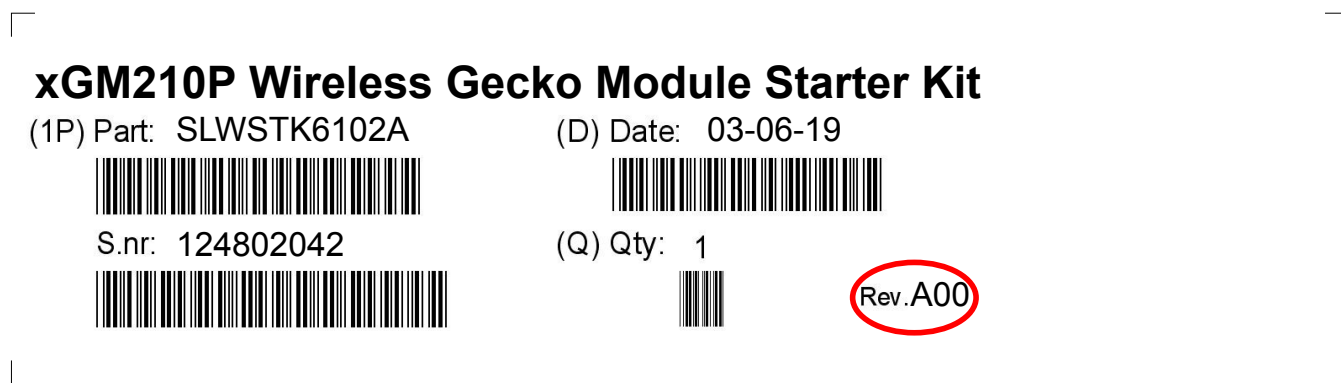 xGM210P Wireless Gecko Module Starter Kit
(1P) Part: SLWSTK6102A (D) Date: 03-06-19
S.nr: 124802042 (Q) Qty: 1
Rev.A00